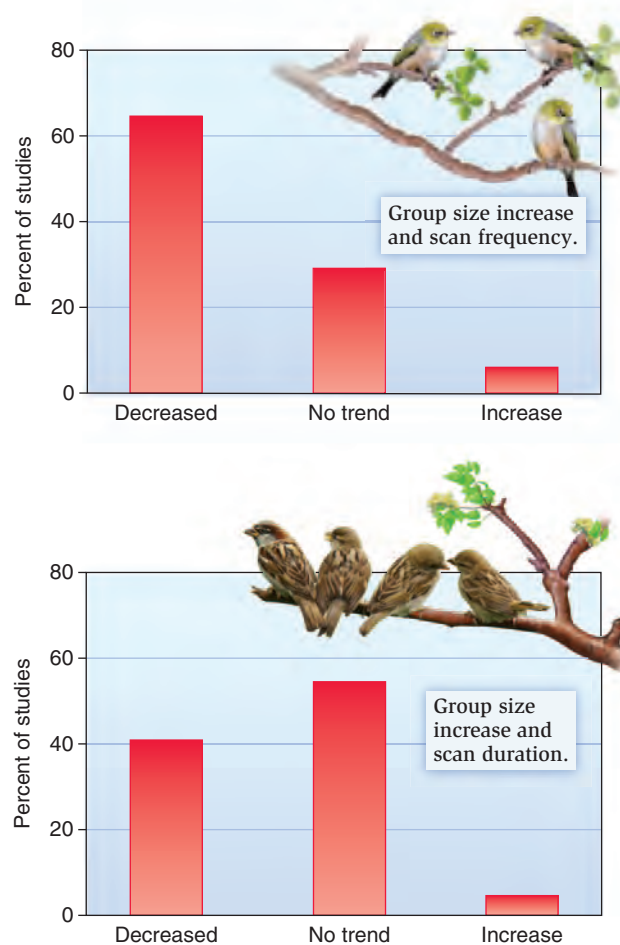 80
60
40
20
0
Percent of studies
Group size increase
and scan frequency.
Decreased No trend Increase
80
60
40
20
0
Percent of studies
Group size
increase and
scan duration.
Decreased No trend Increase